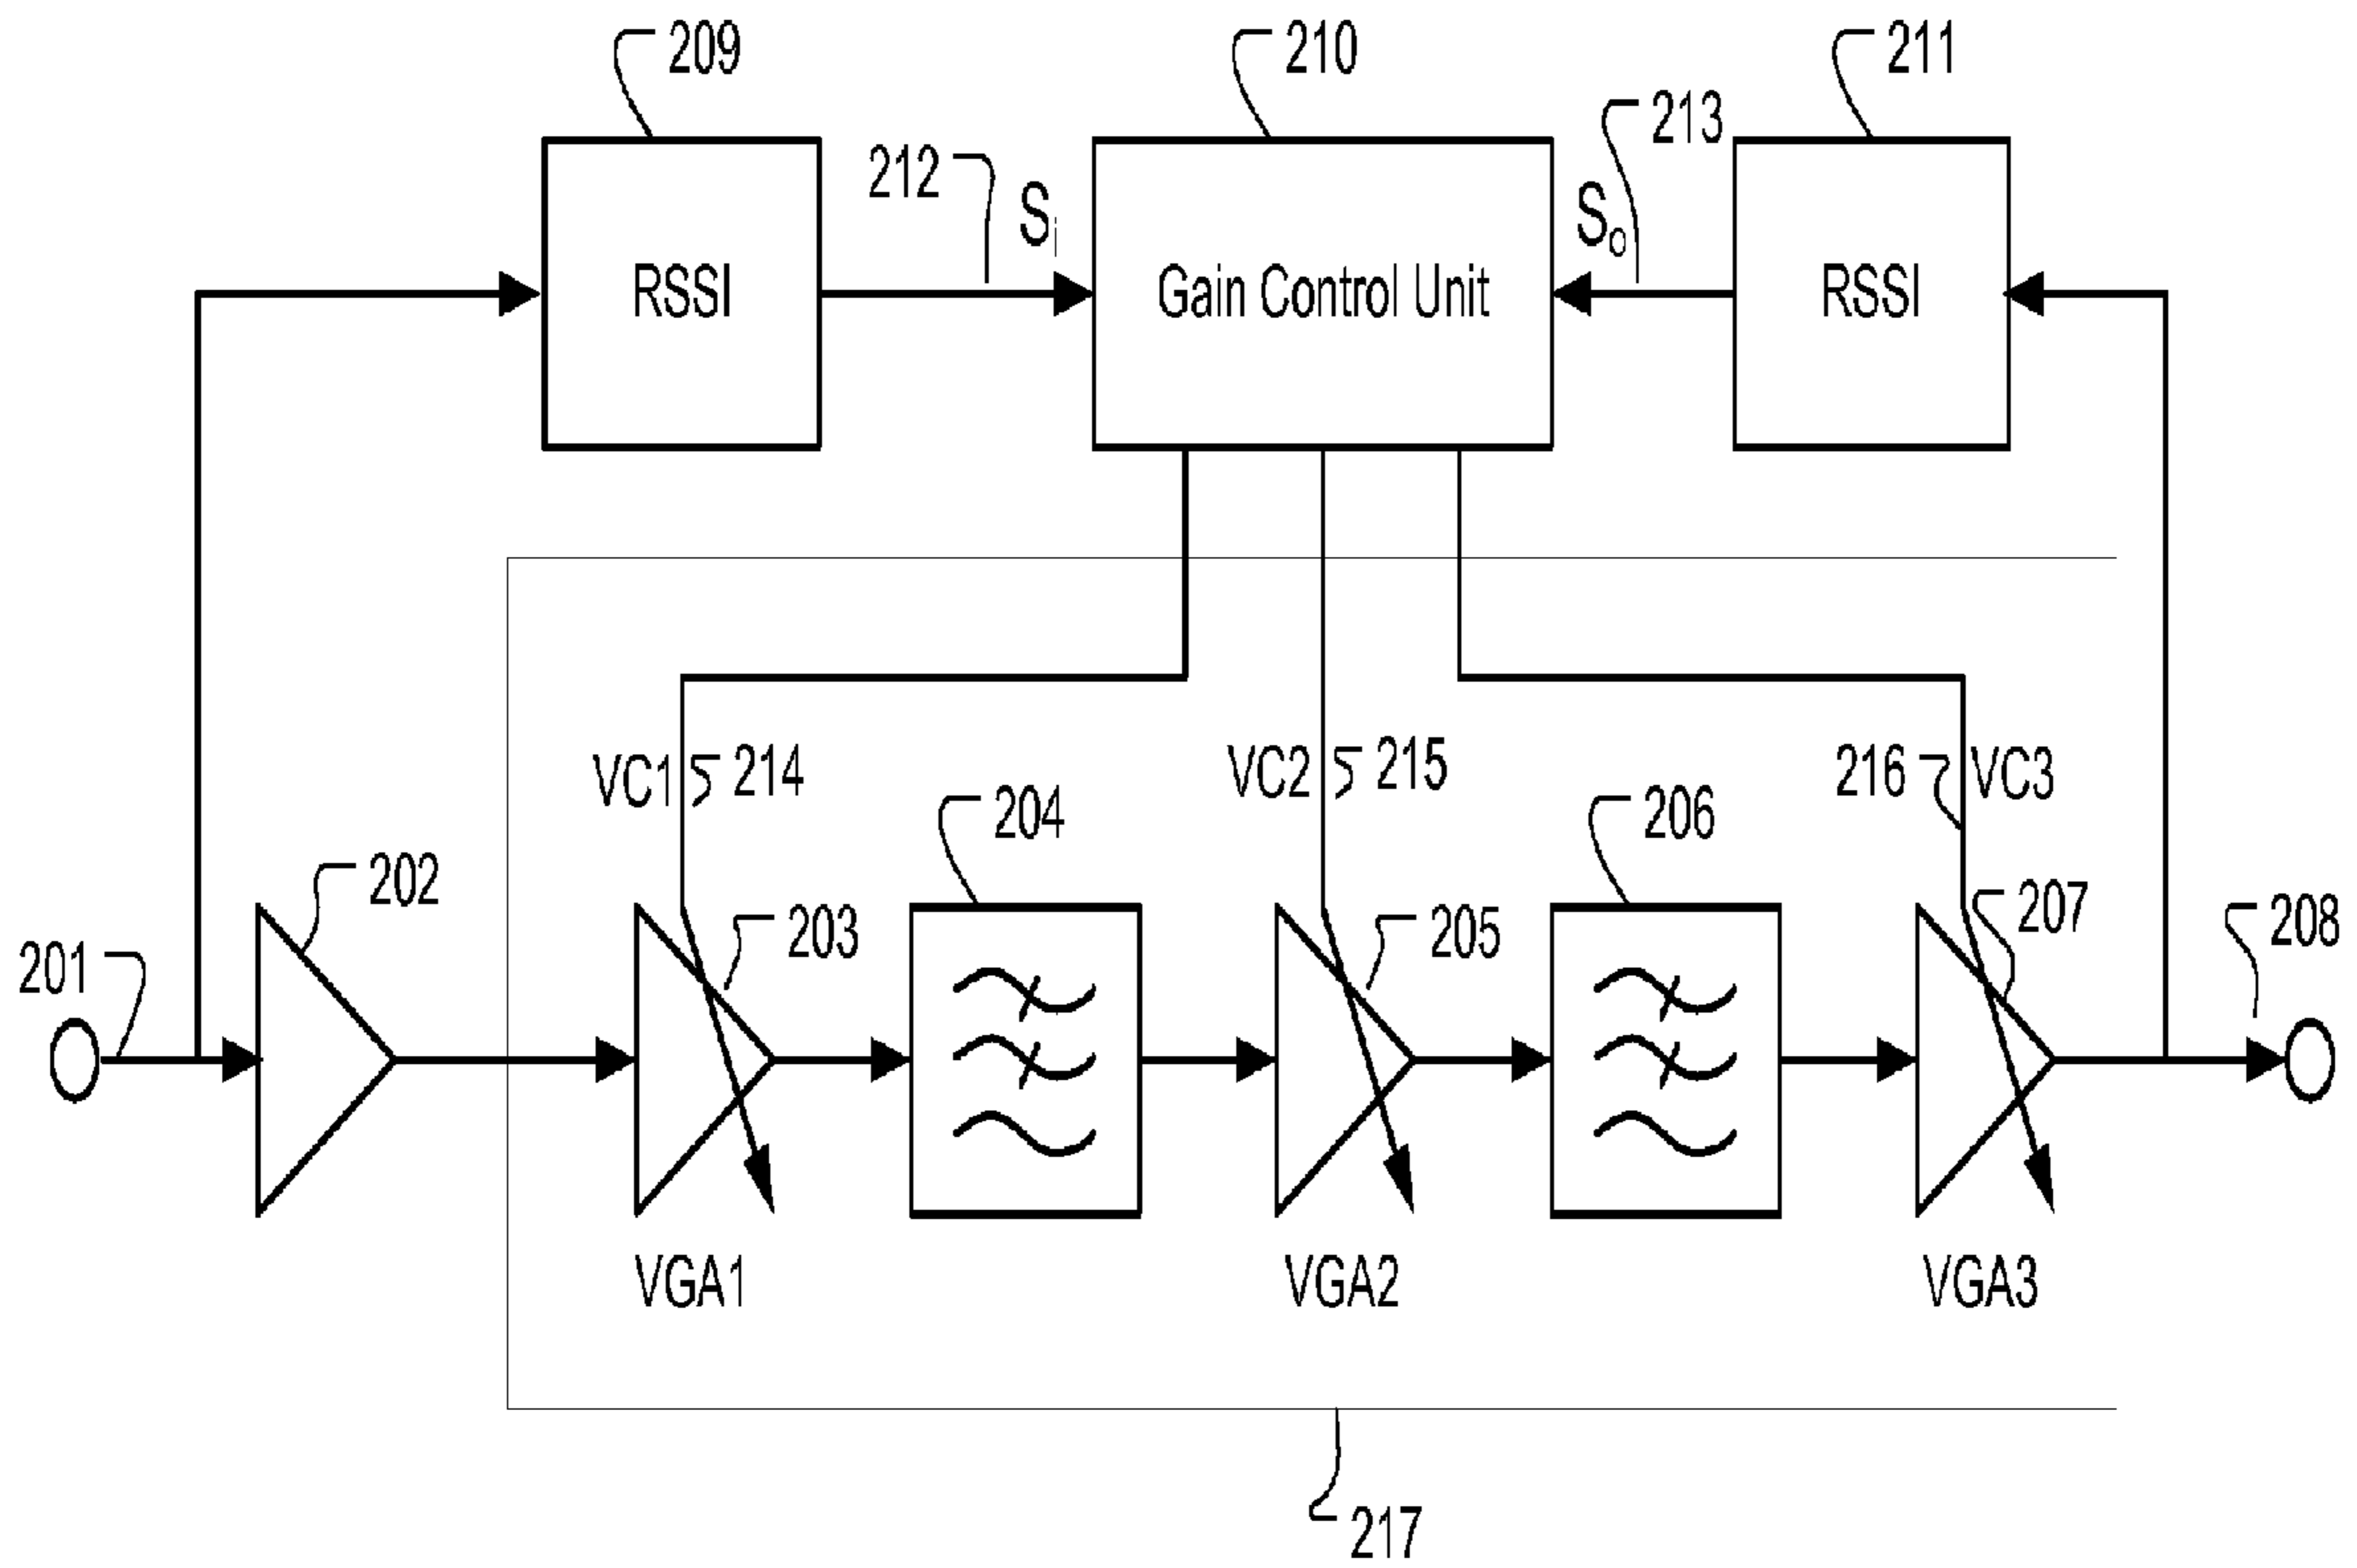 209
210
211
213
212
Si
So
RSSI
Gain Control Unit
RSSI
VC1
214
VC2
215
216
VC3
204
206
202
203
205
207
208
201
VGA1
VGA2
VGA3
217